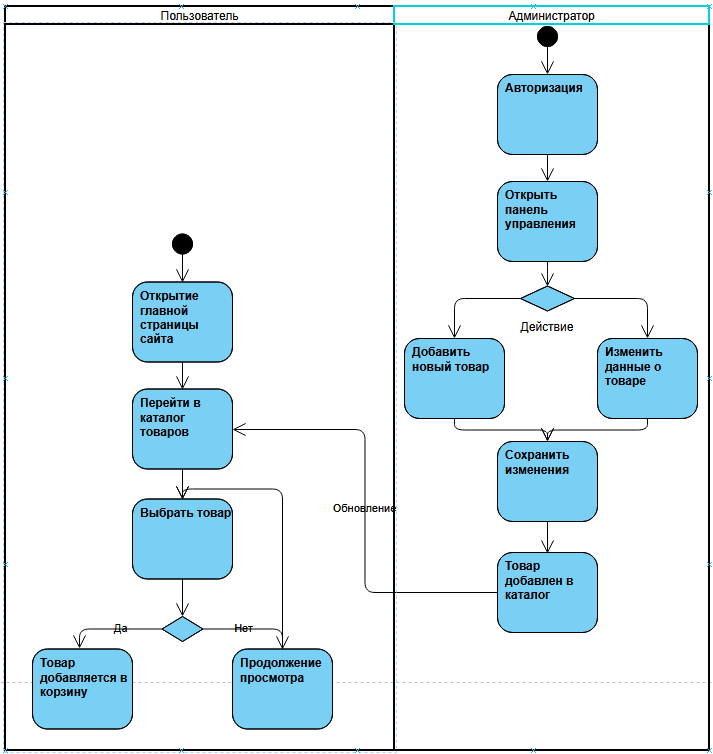 Пользователь
Администратор
Авторизация
Открыть
панель
управления
Действие
Добавить
новый товар
Изменить
данные о
товаре
Сохранить
изменения
Товар
добавлен в
каталог
Обновление
Открытие
главной
страницы
сайта
Перейти в
каталог
товаров
Выбрать товар
Да
Нет
Товар
добавляется в
корзину
Продолжение
просмотра